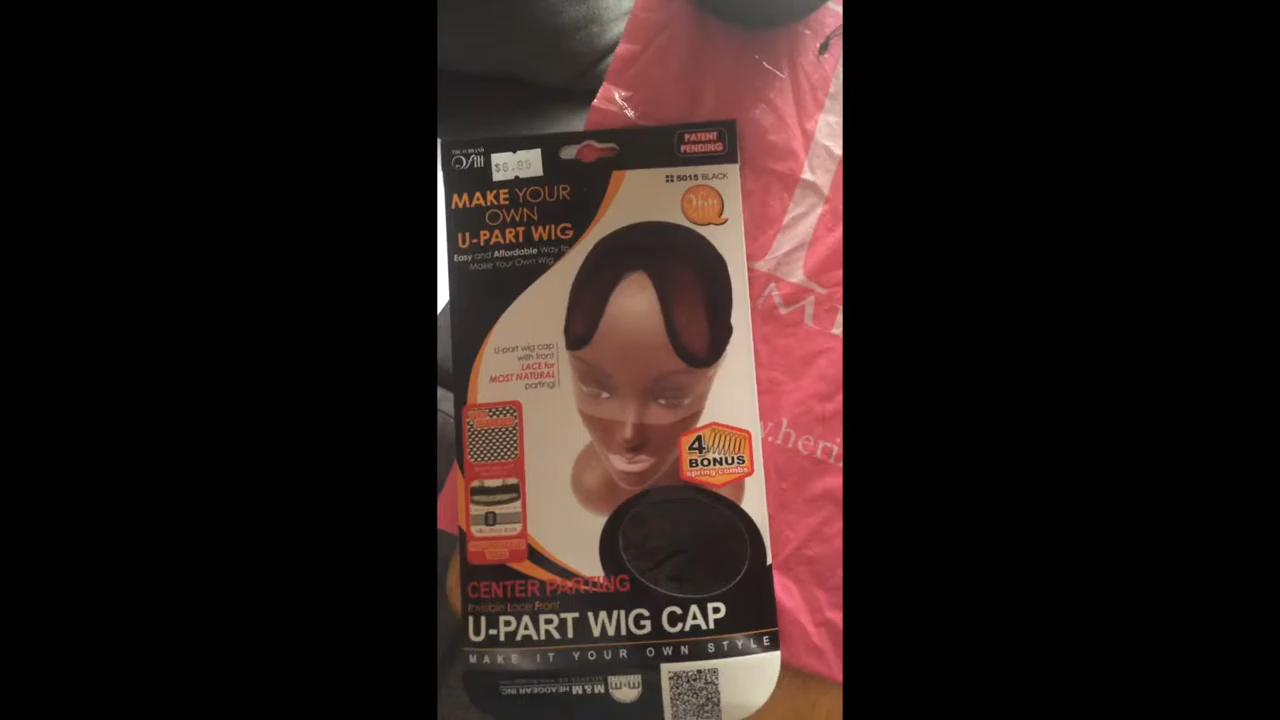 Qfitt
$6.99
PATENT
PENDING
5015 BLACK
MAKE YOUR
OWN
U-PART WIG
Easy and Affordable Way to
Make Your Own Wig
U-part wig cap
with front
LACE for
MOST NATURAL
parting!
4
BONUS
spring combs
CENTER PARTING
Invisible Lace Front
U-PART WIG CAP
MAKE IT YOUR OWN STYLE
M&M HEADGEAR INC.